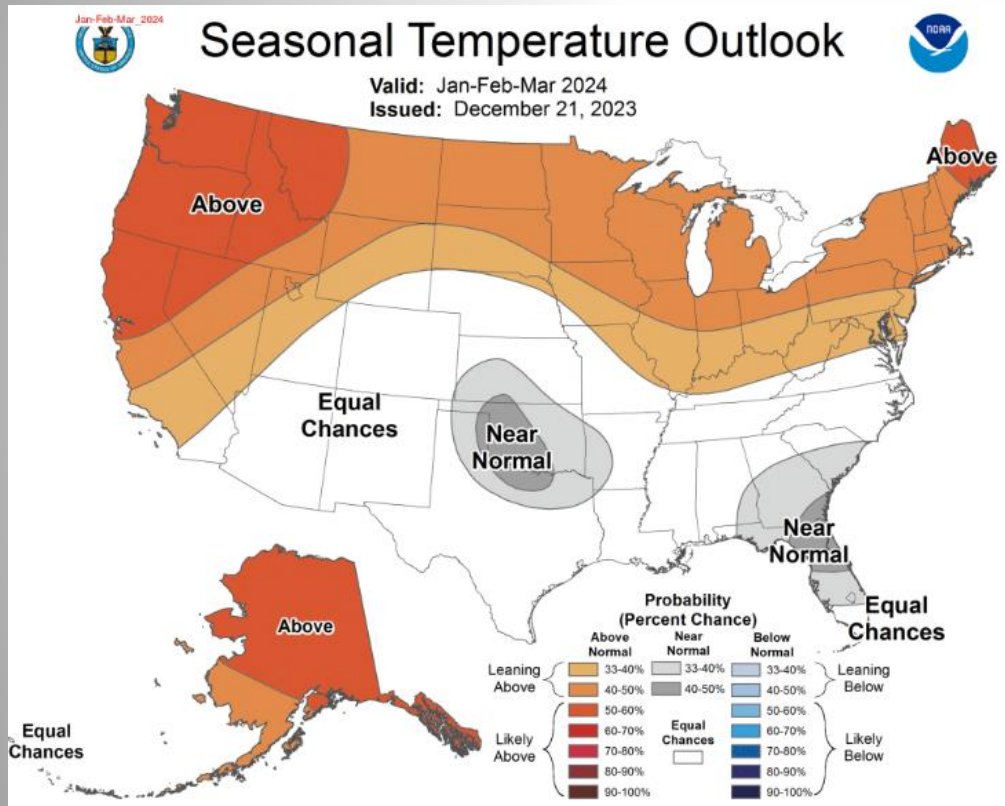 Jan-Feb-Mar_2024
Seasonal Temperature Outlook
NOAA
Valid: Jan-Feb-Mar 2024
Issued: December 21, 2023
Above
Above
Equal
Chances
Near
Normal
Near
Normal
Equal
Chances
Above
Equal
Chances
Probability
(Percent Chance)
Above
Normal
Near
Normal
Below
Normal
Leaning
Above
33-40%
33-40%
33-40%
Leaning
Below
40-50%
40-50%
40-50%
Likely
Above
50-60%
50-60%
60-70%
Equal
Chances
60-70%
Likely
Below
70-80%
70-80%
80-90%
80-90%
90-100%
90-100%